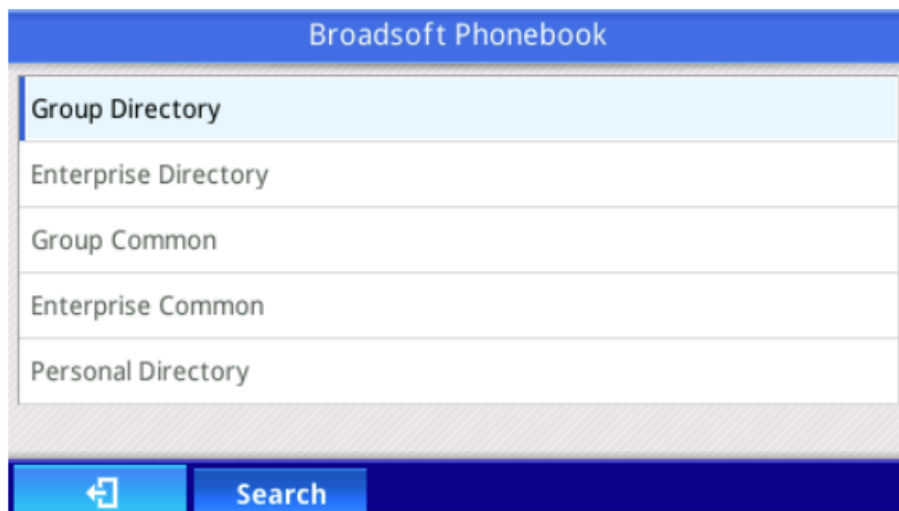 Broadsoft Phonebook
Group Directory
Enterprise Directory
Group Common
Enterprise Common
Personal Directory
Search